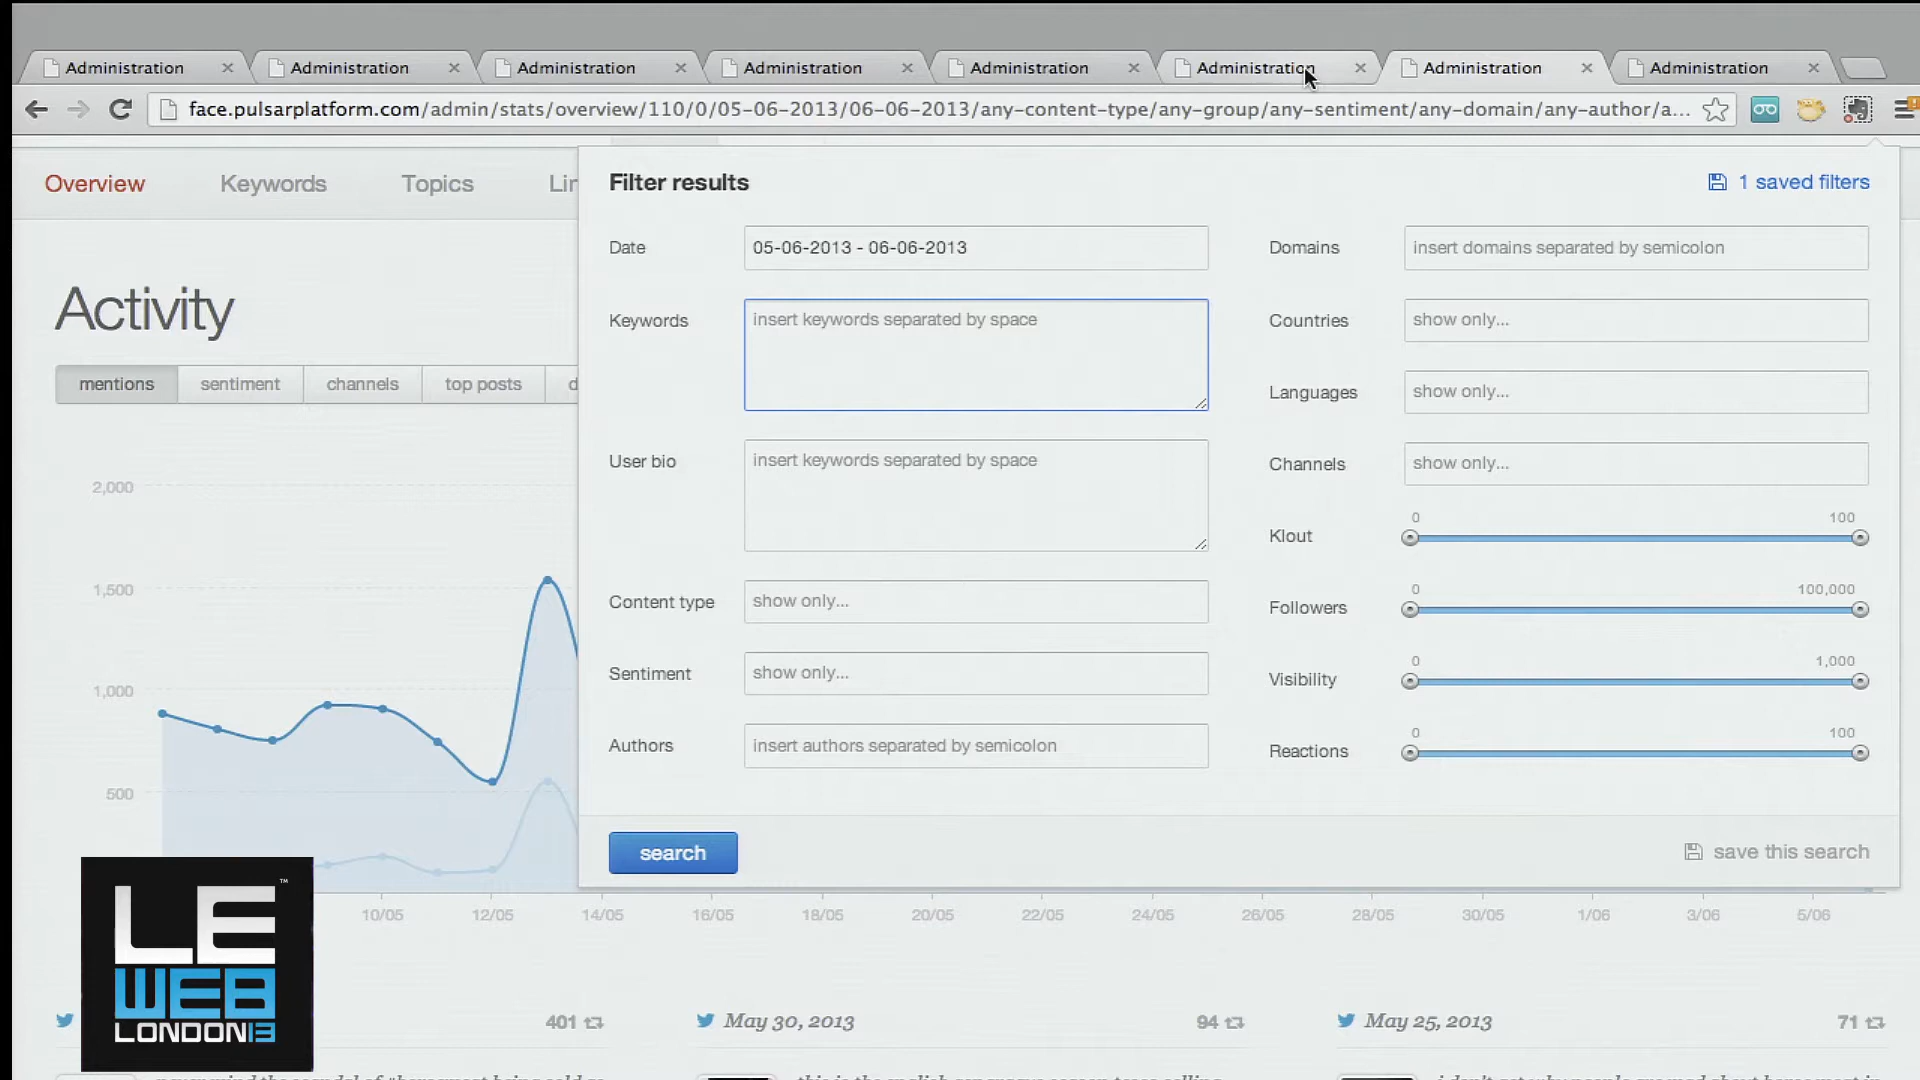 Administration
Administration
Administration
Administration
Administration
Administration
Administration
Administration
face.pulsarplatform.com/admin/stats/overview/110/0/05-06-2013/06-06-2013/any-content-type/any-group/any-sentiment/any-domain/any-author/a...
Overview Keywords Topics Lin
Filter results
1 saved filters
Date
05-06-2013 - 06-06-2013
Keywords
insert keywords separated by space
User bio
insert keywords separated by space
Content type
show only...
Sentiment
show only...
Authors
insert authors separated by semicolon
Domains
insert domains separated by semicolon
Countries
show only...
Languages
show only...
Channels
show only...
Klout
0 100
Followers
0 100,000
Visibility
0 1,000
Reactions
0 100
search
save this search
Activity
mentions sentiment channels top posts d
2,000
1,500
1,000
500
10/05 12/05 14/05 16/05 18/05 20/05 22/05 24/05 26/05 28/05 30/05 1/06 3/06 5/06
LE
WEB
LONDON13
™
401
May 30, 2013
94
May 25, 2013
71